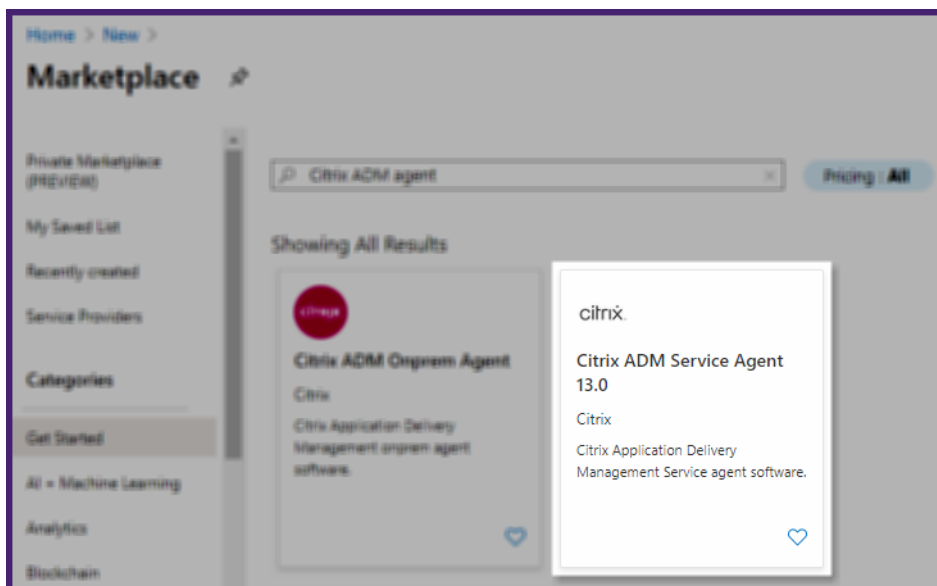 Home > New >
Marketplace
Private Marketplace
(PREVIEW)
My Saved List
Recently created
Service Providers
Categories
Get Started
AI + Machine Learning
Analytics
Blockchain
Citrix ADM agent
Pricing : All
Showing All Results
citrix
Citrix ADM Onprem Agent
Citrix
Citrix Application Delivery
Management onprem agent
software.
citrix
Citrix ADM Service Agent
13.0
Citrix
Citrix Application Delivery
Management Service agent software.